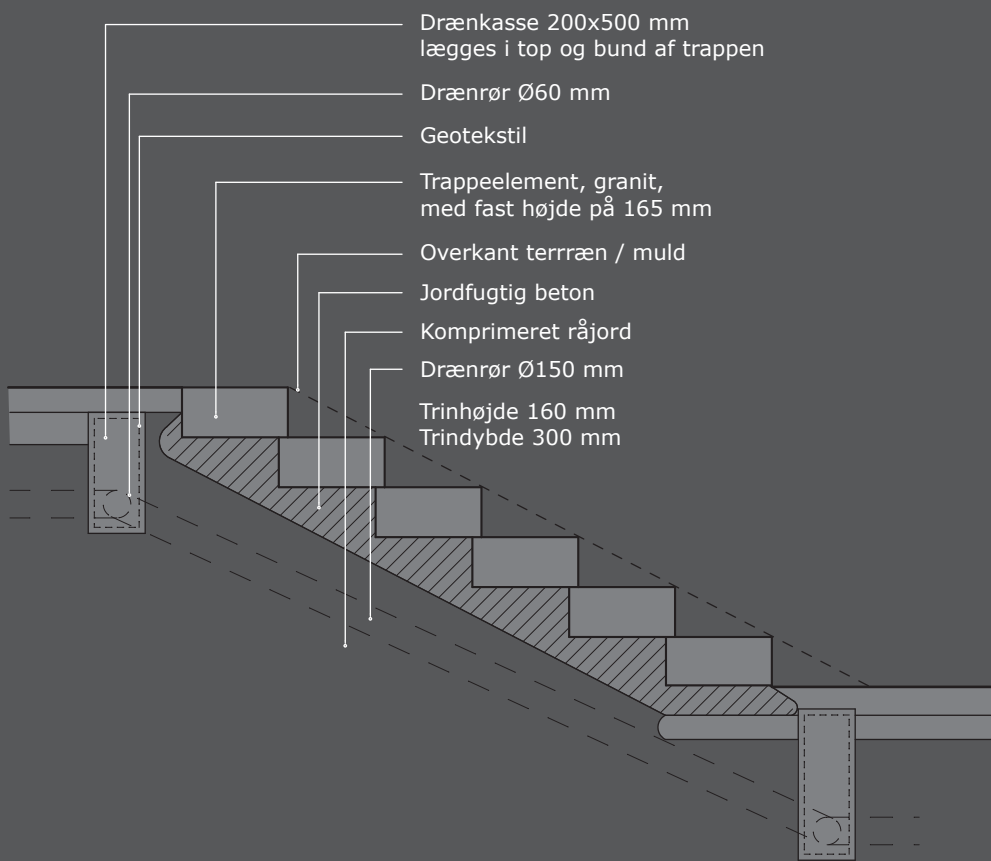 Drænkasse 200x500 mm
lægges i top og bund af trappen
Drænrør Ø60 mm
Geotekstil
Trappeelement, granit,
med fast højde på 165 mm
Overkant terrræn / muld
Jordfugtig beton
Komprimeret råjord
Drænrør Ø150 mm
Trinhøjde 160 mm
Trindybde 300 mm